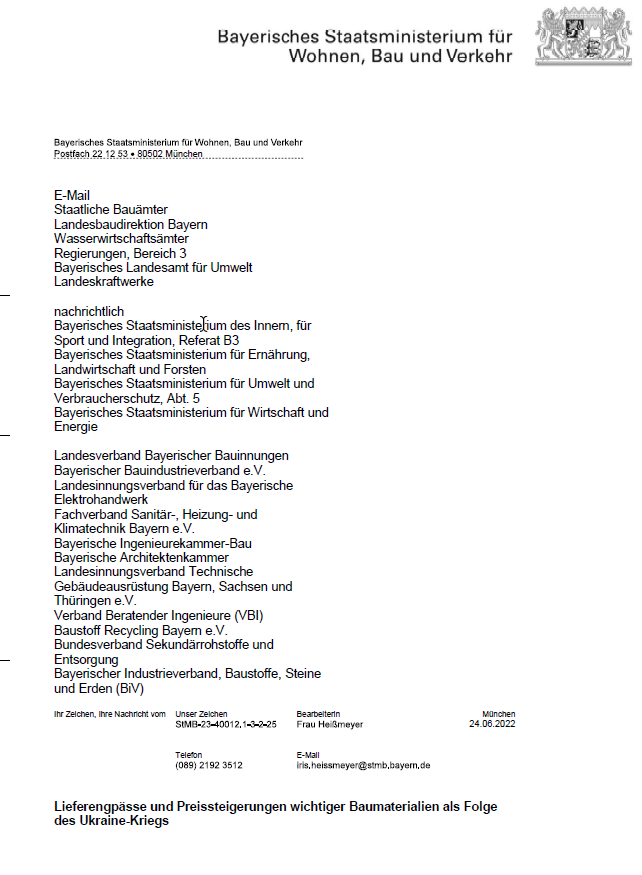 Bayerisches Staatsministerium für
Wohnen, Bau und Verkehr
Bayerisches Staatsministerium für Wohnen, Bau und Verkehr
Postfach 22 12 53 • 80502 München
E-Mail
Staatliche Bauämter
Landesbaudirektion Bayern
Wasserwirtschaftsämter
Regierungen, Bereich 3
Bayerisches Landesamt für Umwelt
Landeskraftwerke
nachrichtlich
Bayerisches Staatsministerium des Innern, für
Sport und Integration, Referat B3
Bayerisches Staatsministerium für Ernährung,
Landwirtschaft und Forsten
Bayerisches Staatsministerium für Umwelt und
Verbraucherschutz, Abt. 5
Bayerisches Staatsministerium für Wirtschaft und
Energie
Landesverband Bayerischer Bauinnungen
Bayerischer Bauindustrieverband e.V.
Landesinnungsverband für das Bayerische
Elektrohandwerk
Fachverband Sanitär-, Heizung- und
Klimatechnik Bayern e.V.
Bayerische Ingenieurekammer-Bau
Bayerische Architektenkammer
Landesinnungsverband Technische
Gebäudeausrüstung Bayern, Sachsen und
Thüringen e.V.
Verband Beratender Ingenieure (VBI)
Baustoff Recycling Bayern e.V.
Bundesverband Sekundärrohstoffe und
Entsorgung
Bayerischer Industrieverband, Baustoffe, Steine
und Erden (BiV)
Ihr Zeichen, Ihre Nachricht vom Unser Zeichen Bearbeiterin München
StMB-23-40012.1-3-2-25 Frau Heißmeyer 24.06.2022
Telefon E-Mail
(089) 2192 3512 iris.heissmeyer@stmb.bayern.de
Lieferengpässe und Preissteigerungen wichtiger Baumaterialien als Folge
des Ukraine-Kriegs